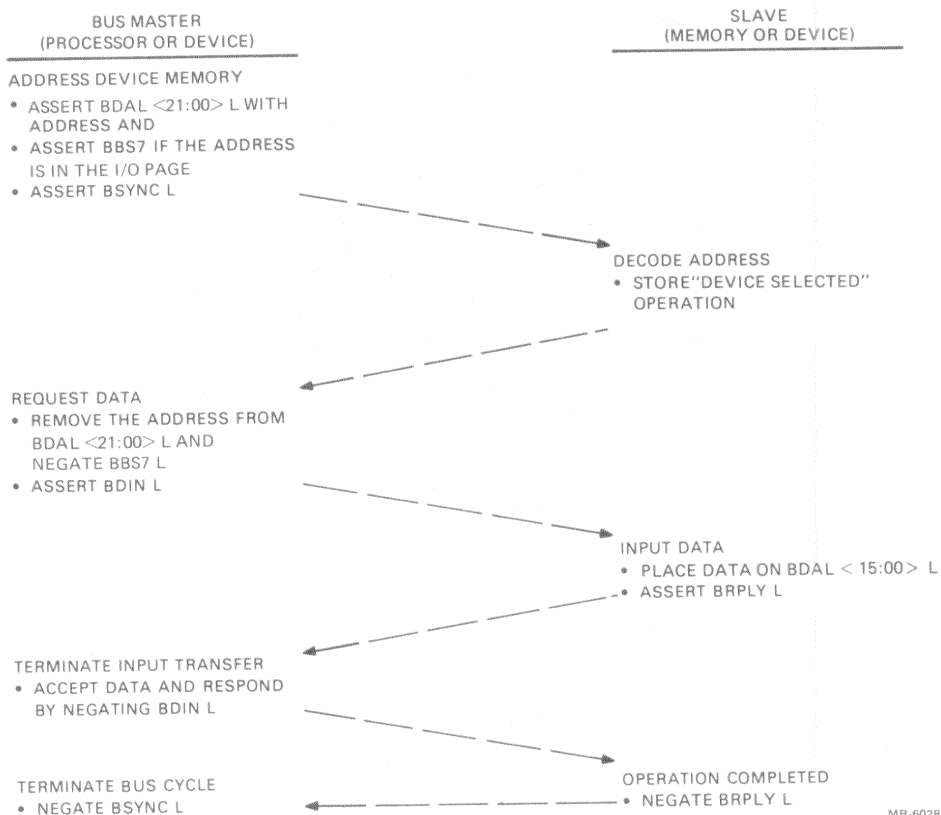 BUS MASTER
(PROCESSOR OR DEVICE)
SLAVE
(MEMORY OR DEVICE)
ADDRESS DEVICE MEMORY
• ASSERT BDAL <21:00> L WITH
ADDRESS AND
• ASSERT BBS7 IF THE ADDRESS
IS IN THE I/O PAGE
• ASSERT BSYNC L
DECODE ADDRESS
• STORE"DEVICE SELECTED"
OPERATION
REQUEST DATA
• REMOVE THE ADDRESS FROM
BDAL <21:00> L AND
NEGATE BBS7 L
• ASSERT BDIN L
INPUT DATA
• PLACE DATA ON BDAL < 15:00> L
• ASSERT BRPLY L
TERMINATE INPUT TRANSFER
• ACCEPT DATA AND RESPOND
BY NEGATING BDIN L
OPERATION COMPLETED
• NEGATE BRPLY L
TERMINATE BUS CYCLE
• NEGATE BSYNC L
MR-6028